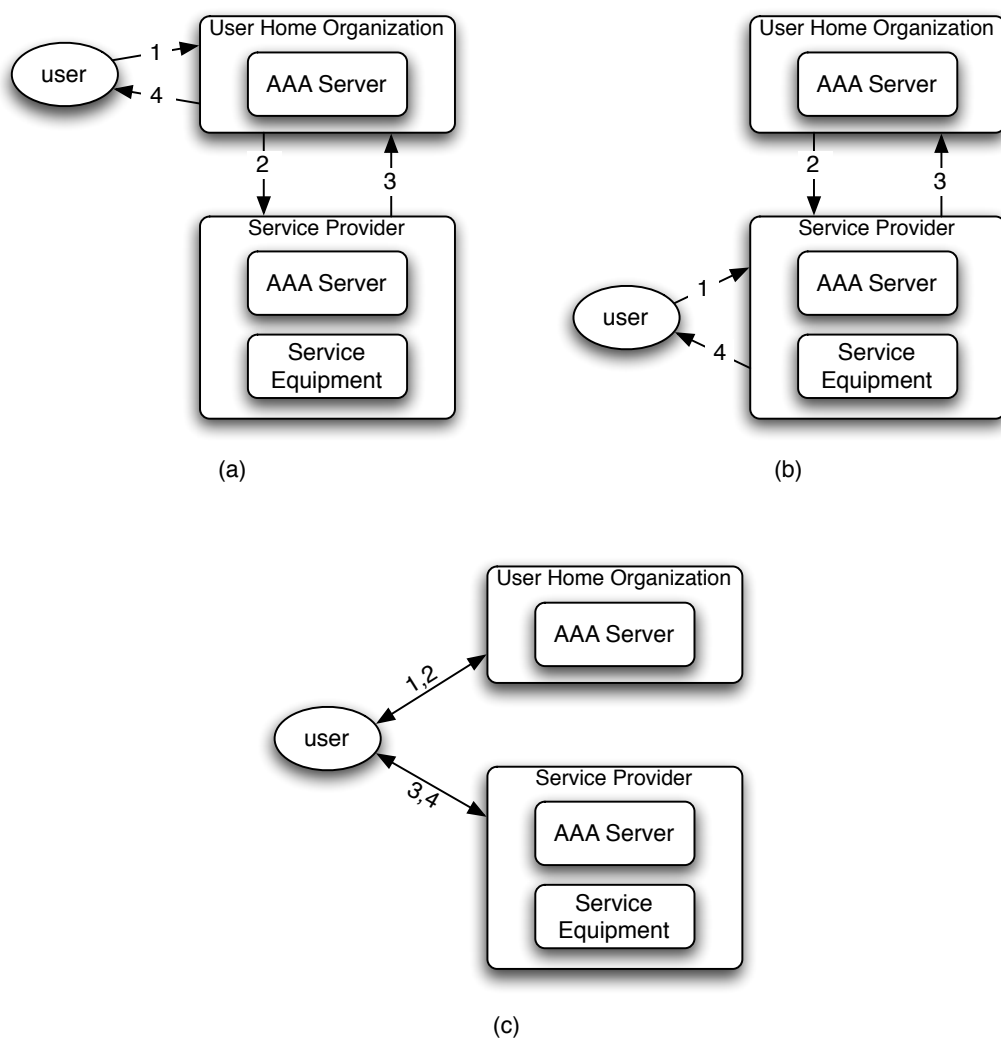 User Home Organization
AAA Server
user
1
4
2
3
Service Provider
AAA Server
Service
Equipment
(a)
User Home Organization
AAA Server
2
3
Service Provider
AAA Server
user
1
4
Service
Equipment
(b)
User Home Organization
AAA Server
1,2
user
3,4
Service Provider
AAA Server
Service
Equipment
(c)